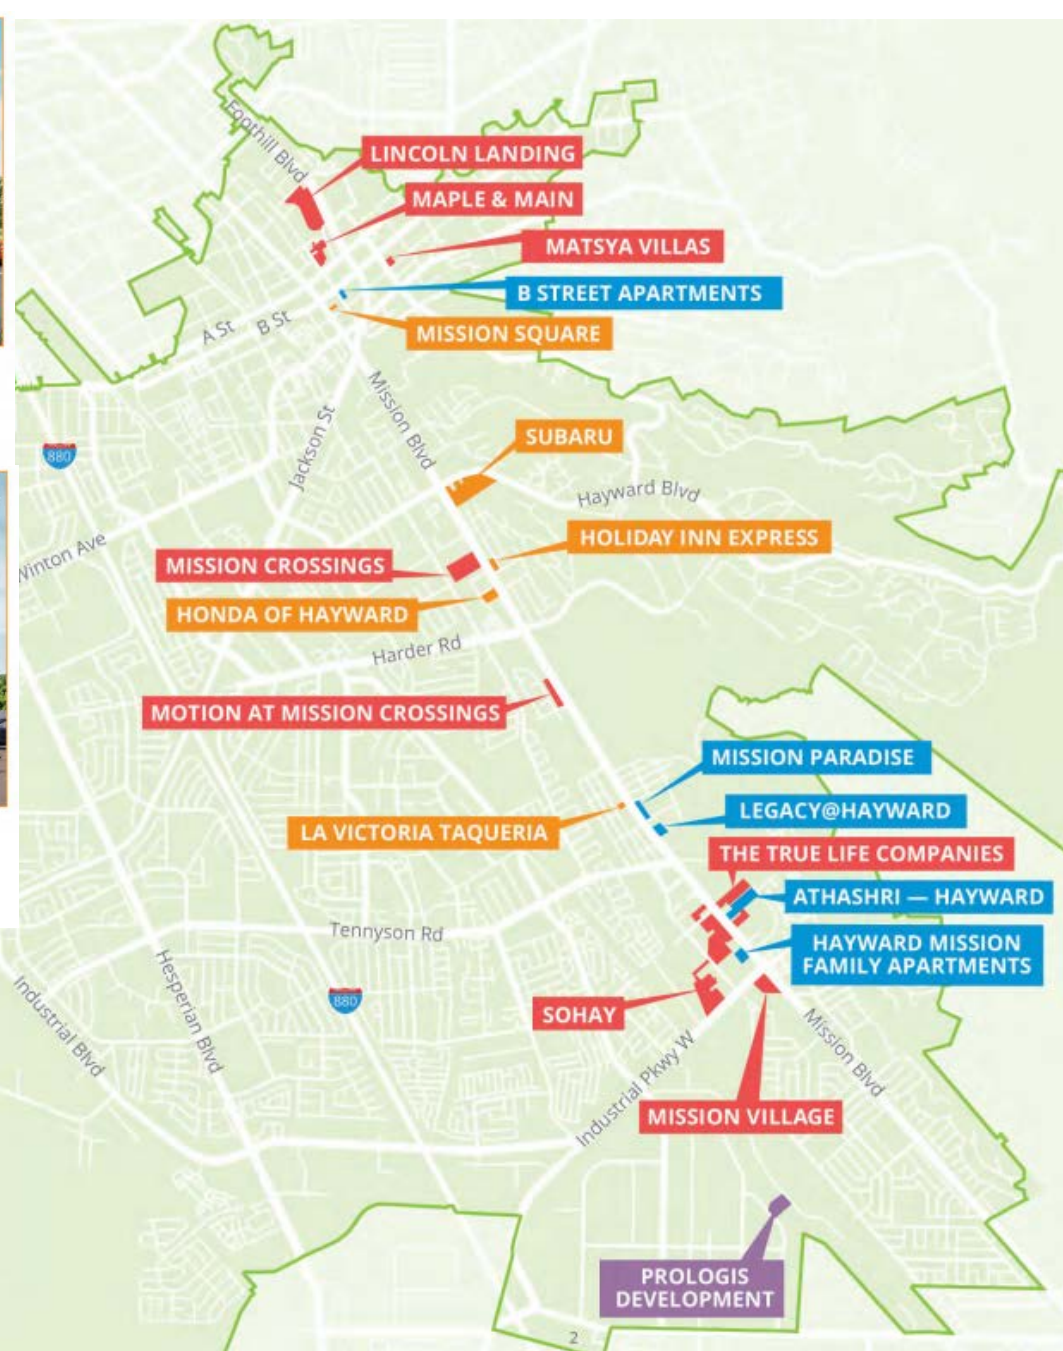 Foothill Blvd
LINCOLN LANDING
MAPLE & MAIN
MATSYA VILLAS
B STREET APARTMENTS
A St
B St
MISSION SQUARE
Mission Blvd
Jackson St
SUBARU
880
Hayward Blvd
Winton Ave
HOLIDAY INN EXPRESS
MISSION CROSSINGS
HONDA OF HAYWARD
Harder Rd
MOTION AT MISSION CROSSINGS
MISSION PARADISE
LEGACY@HAYWARD
LA VICTORIA TAQUERIA
THE TRUE LIFE COMPANIES
ATHASHRI — HAYWARD
Tennyson Rd
HAYWARD MISSION
FAMILY APARTMENTS
Industrial Blvd
Hesperian Blvd
880
SOHAY
Mission Blvd
Industrial Pkwy W
MISSION VILLAGE
PROLOGIS
DEVELOPMENT
2